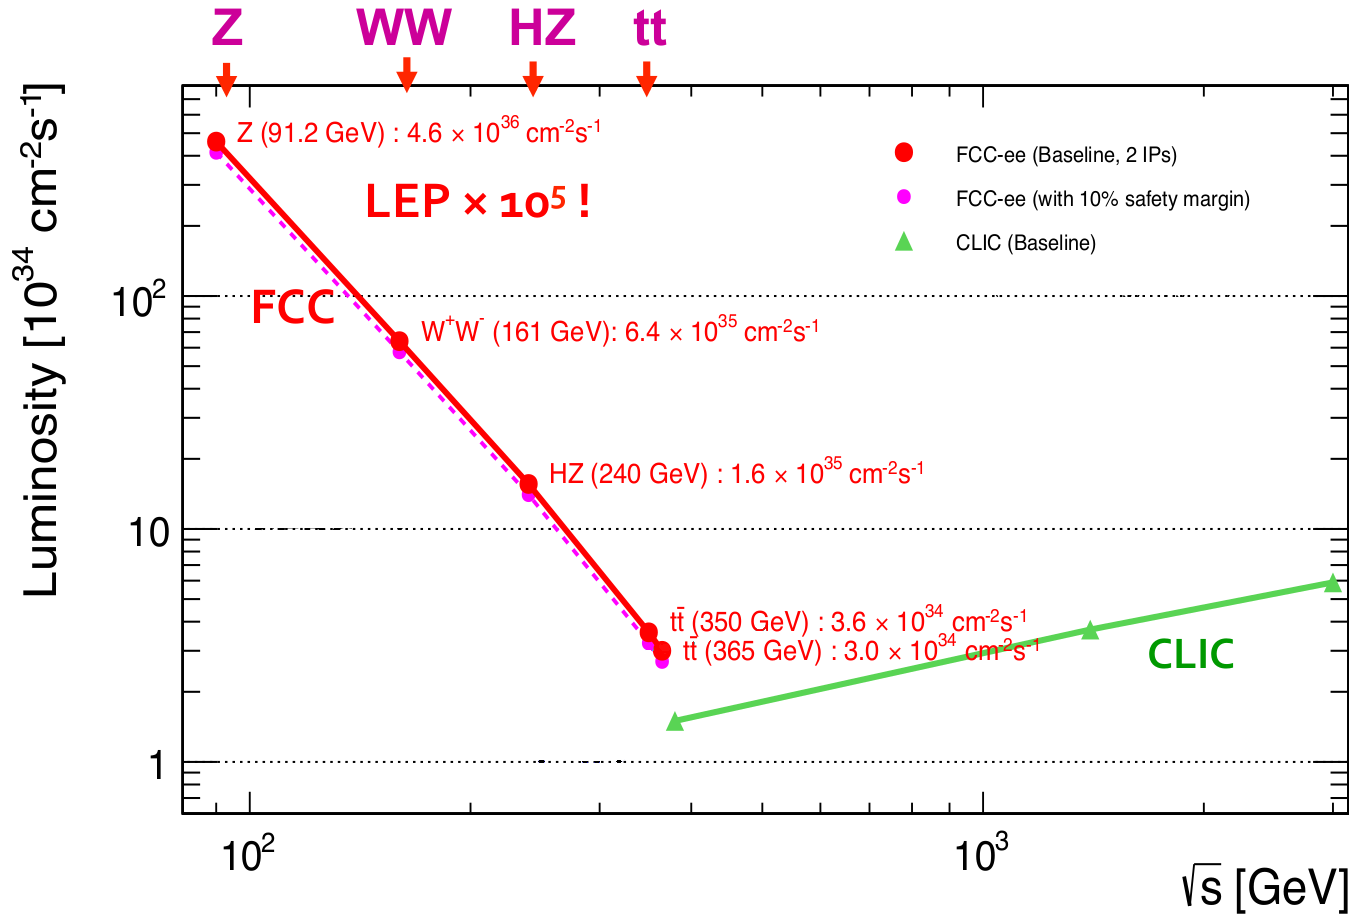 Z WW HZ tt
Luminosity [10³⁴ cm⁻²s⁻¹]
Z (91.2 GeV) : 4.6 × 10³⁶ cm⁻²s⁻¹
LEP × 10⁵ !
FCC-ee (Baseline, 2 IPs)
FCC-ee (with 10% safety margin)
CLIC (Baseline)
10²
FCC
W⁺W⁻ (161 GeV): 6.4 × 10³⁵ cm⁻²s⁻¹
HZ (240 GeV) : 1.6 × 10³⁵ cm⁻²s⁻¹
10
tt̄ (350 GeV) : 3.6 × 10³⁴ cm⁻²s⁻¹
tt̄ (365 GeV) : 3.0 × 10³⁴ cm⁻²s⁻¹
CLIC
1
10² 10³
√s [GeV]